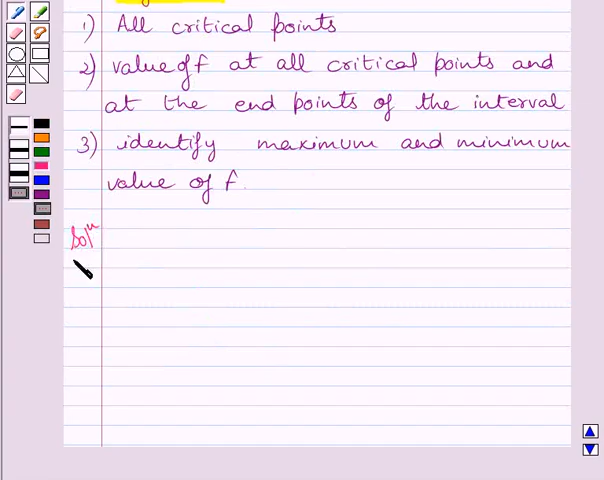 1) All critical points
2) value of f at all critical points and
at the end points of the interval
3) identify maximum and minimum
value of f.
Solⁿ